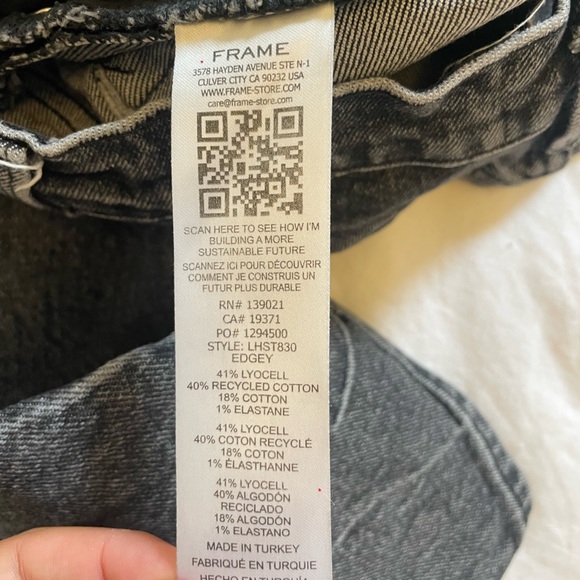 FRAME
3578 HAYDEN AVENUE STE N-1
CULVER CITY CA 90232 USA
WWW.FRAME-STORE.COM
care@frame-store.com
SCAN HERE TO SEE HOW I'M
BUILDING A MORE
SUSTAINABLE FUTURE
SCANNEZ ICI POUR DÉCOUVRIR
COMMENT JE CONSTRUIS UN
FUTUR PLUS DURABLE
RN# 139021
CA# 19371
PO# 1294500
STYLE: LHST830
EDGEY
41% LYOCELL
40% RECYCLED COTTON
18% COTTON
1% ELASTANE
41% LYOCELL
40% COTON RECYCLÉ
18% COTON
1% ÉLASTHANNE
41% LYOCELL
40% ALGODÓN
RECICLADO
18% ALGODÓN
1% ELASTANO
MADE IN TURKEY
FABRIQUÉ EN TURQUIE
HECHO EN TURQUÍA